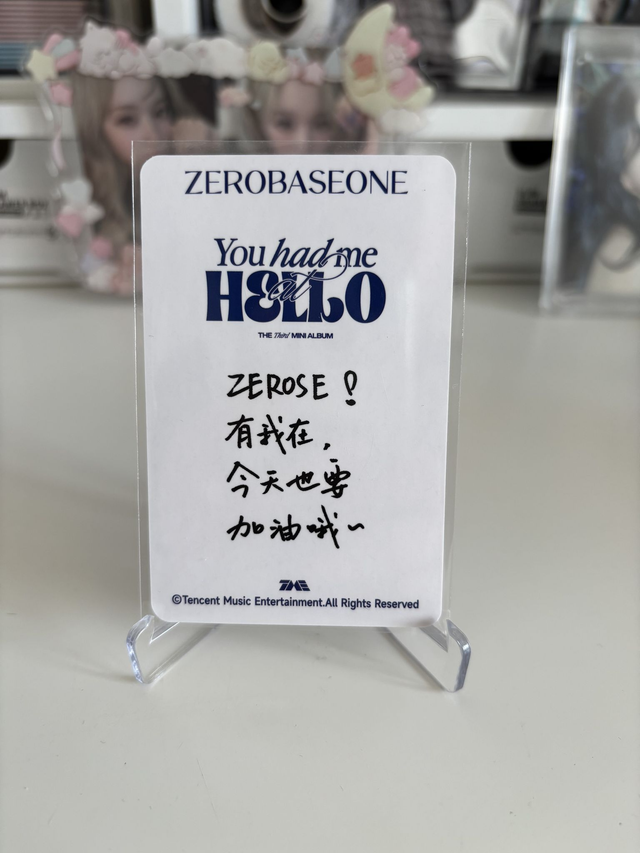 ZEROBASEONE
You had me
at
HELLO
THE Third MINI ALBUM
ZEROSE!
有我在,
今天也要
加油哦~
TME
©Tencent Music Entertainment.All Rights Reserved